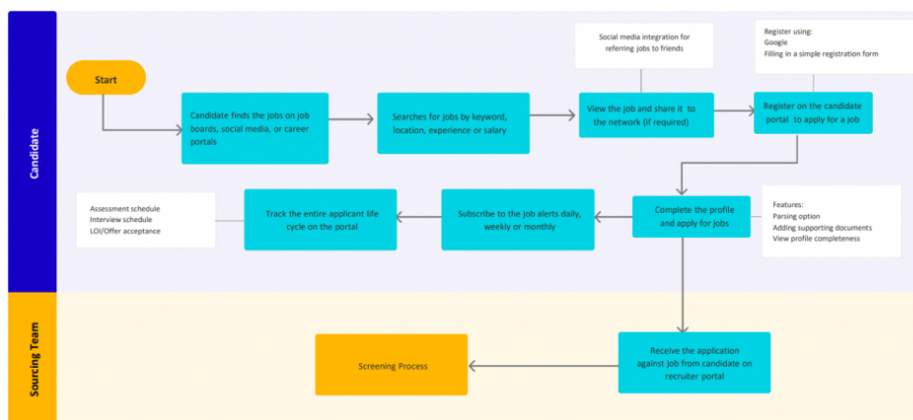 Candidate
Start
Candidate finds the jobs on job
boards, social media, or career
portals
Searches for jobs by keyword,
location, experience or salary
Social media integration for
referring jobs to friends
View the job and share it to
the network (if required)
Register using:
Google
Filling in a simple registration form
Register on the candidate
portal to apply for a job
Assessment schedule
Interview schedule
LOI/Offer acceptance
Track the entire applicant life
cycle on the portal
Subscribe to the job alerts daily,
weekly or monthly
Complete the profile
and apply for jobs
Features:
Parsing option
Adding supporting documents
View profile completeness
Sourcing Team
Screening Process
Receive the application
against job from candidate on
recruiter portal